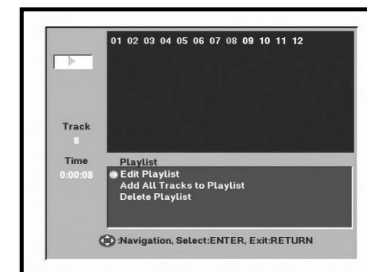 01 02 03 04 05 06 07 08 09 10 11 12
Track
8
Time
0:00:08
Playlist
Edit Playlist
Add All Tracks to Playlist
Delete Playlist
:Navigation, Select:ENTER, Exit:RETURN